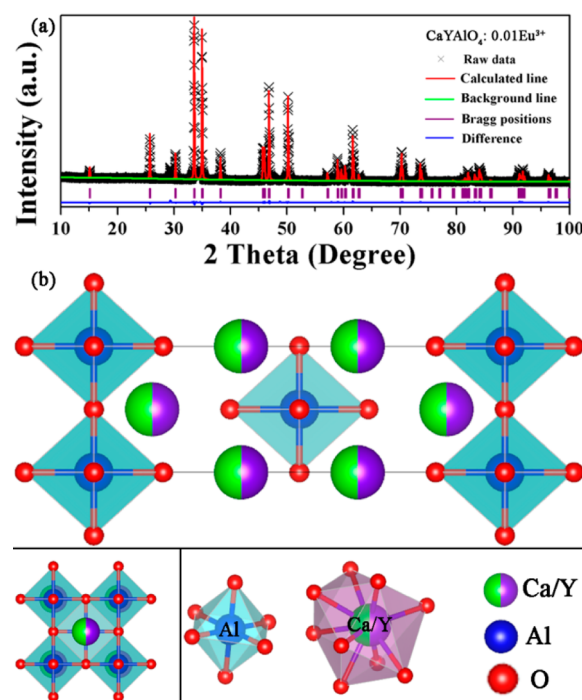 (a)
CaYAlO₄: 0.01Eu³⁺
Raw data
Calculated line
Background line
Bragg positions
Difference
Intensity (a.u.)
10 20 30 40 50 60 70 80 90 100
2 Theta (Degree)
(b)
Al
Ca/Y
Ca/Y
Al
O